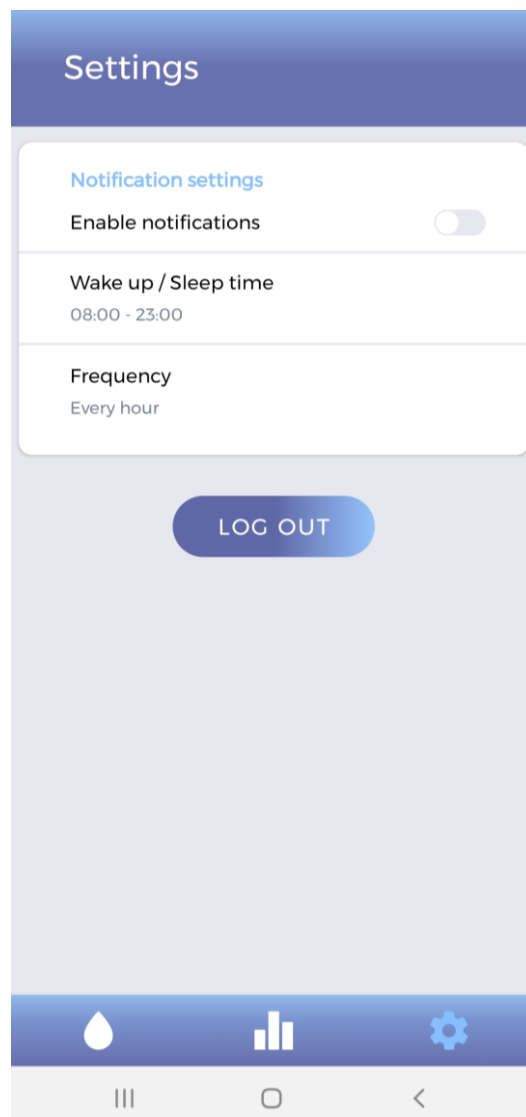 Settings
Notification settings
Enable notifications
Wake up / Sleep time
08:00 - 23:00
Frequency
Every hour
LOG OUT